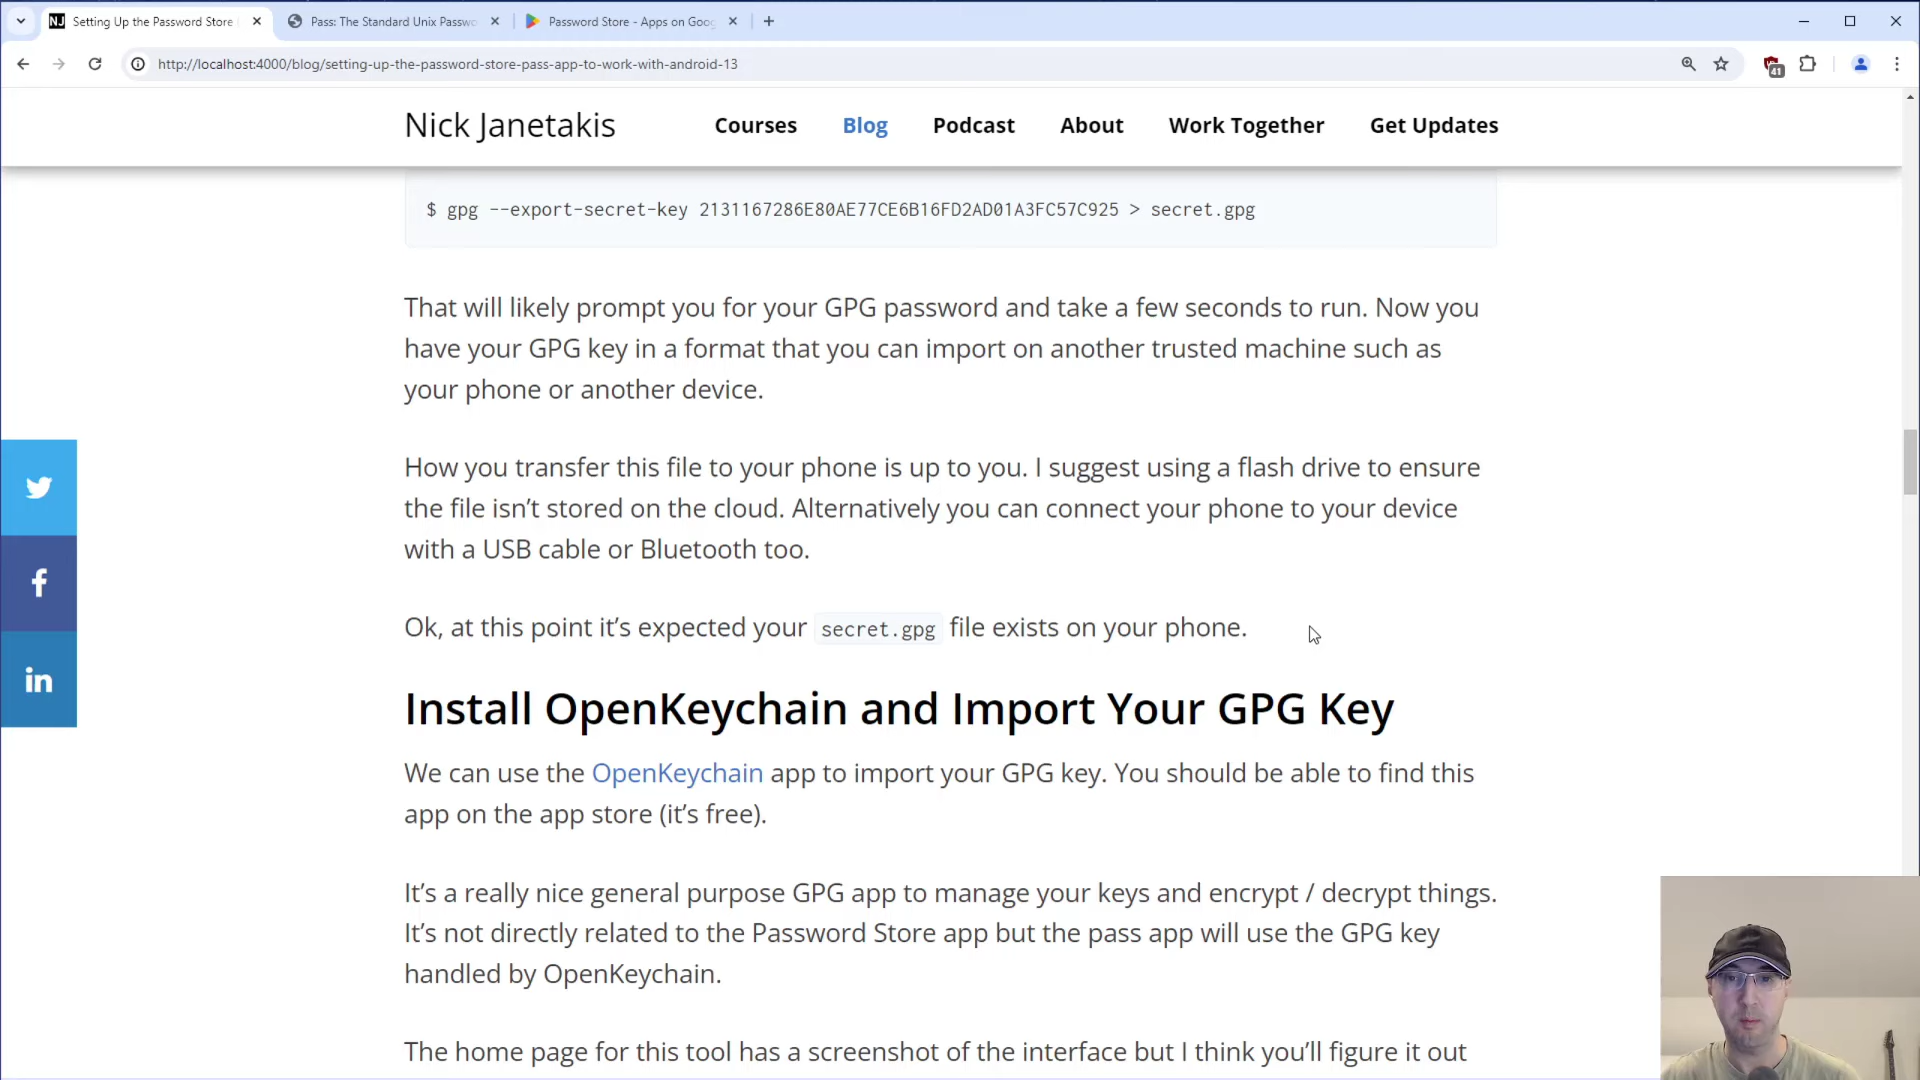 Setting Up the Password Store
Pass: The Standard Unix Passwo
Password Store - Apps on Goog
http://localhost:4000/blog/setting-up-the-password-store-pass-app-to-work-with-android-13
41
Nick Janetakis
Courses
Blog
Podcast
About
Work Together
Get Updates
$ gpg --export-secret-key 2131167286E80AE77CE6B16FD2AD01A3FC57C925 > secret.gpg
That will likely prompt you for your GPG password and take a few seconds to run. Now you
have your GPG key in a format that you can import on another trusted machine such as
your phone or another device.
How you transfer this file to your phone is up to you. I suggest using a flash drive to ensure
the file isn’t stored on the cloud. Alternatively you can connect your phone to your device
with a USB cable or Bluetooth too.
Ok, at this point it’s expected your secret.gpg file exists on your phone.
Install OpenKeychain and Import Your GPG Key
We can use the OpenKeychain app to import your GPG key. You should be able to find this
app on the app store (it’s free).
It’s a really nice general purpose GPG app to manage your keys and encrypt / decrypt things.
It’s not directly related to the Password Store app but the pass app will use the GPG key
handled by OpenKeychain.
The home page for this tool has a screenshot of the interface but I think you’ll figure it out